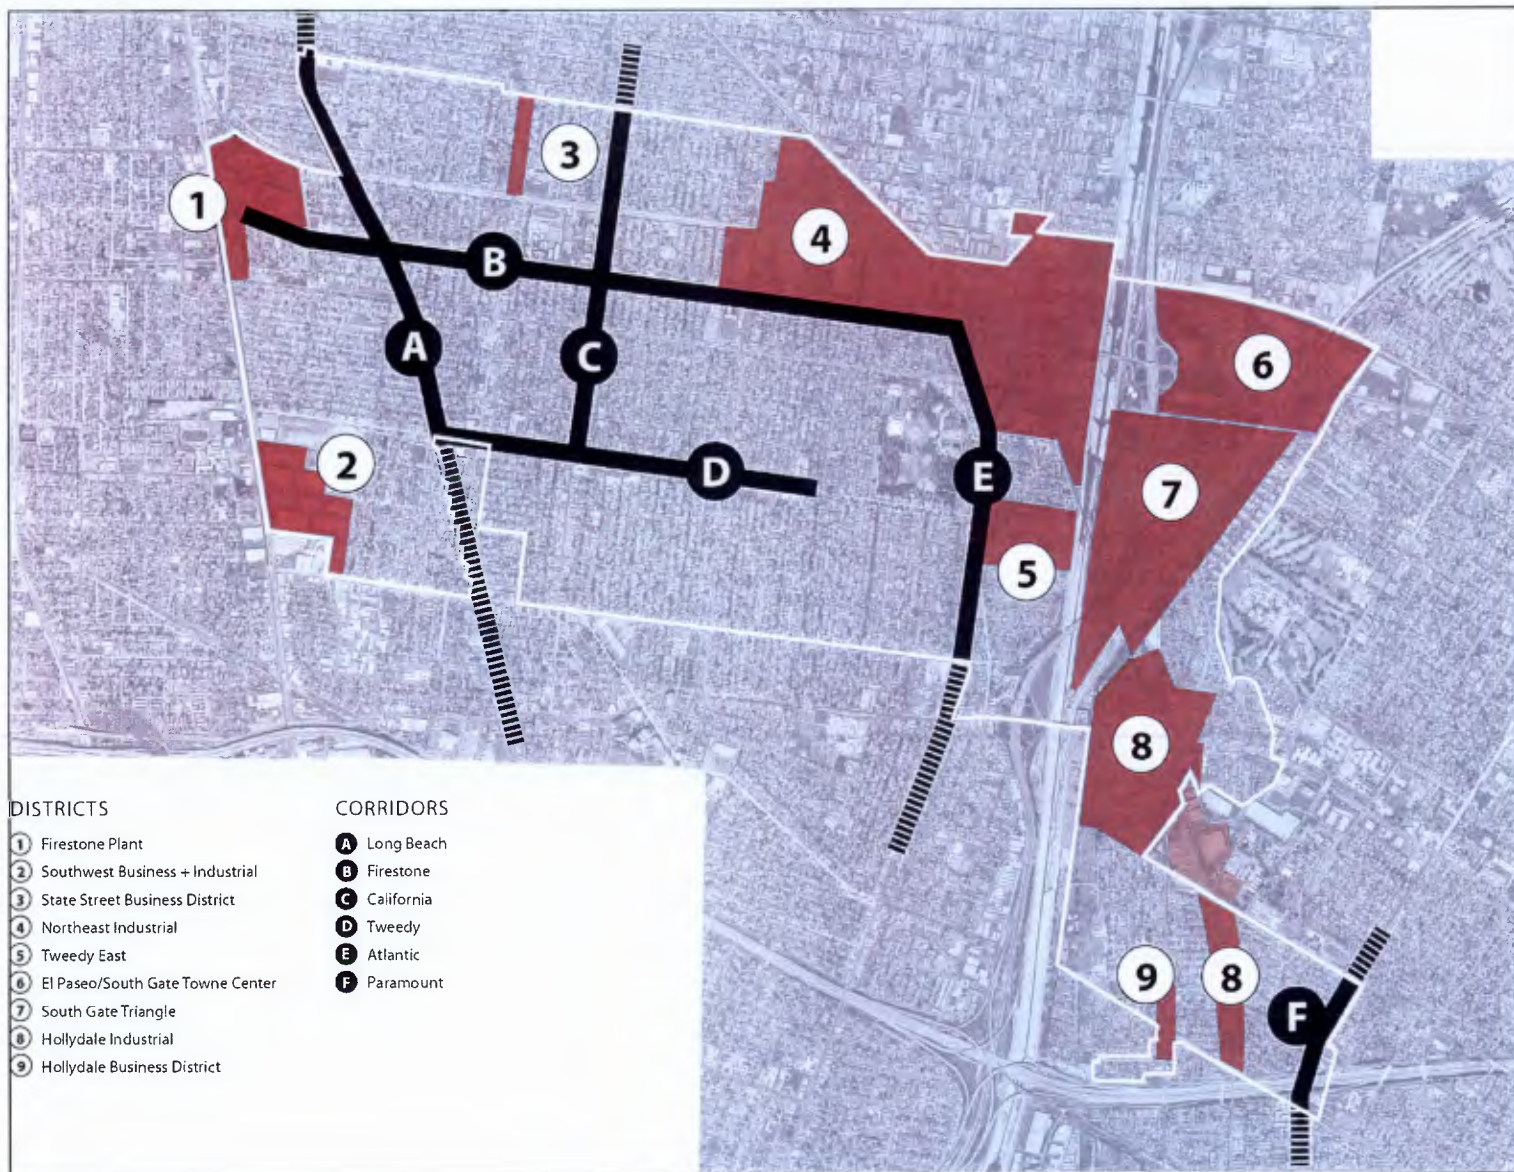 1
3
4
B
6
A
C
2
D
E
7
5
8
9
8
F
DISTRICTS
1 Firestone Plant
2 Southwest Business + Industrial
3 State Street Business District
4 Northeast Industrial
5 Tweedy East
6 El Paseo/South Gate Towne Center
7 South Gate Triangle
8 Hollydale Industrial
9 Hollydale Business District
CORRIDORS
A Long Beach
B Firestone
C California
D Tweedy
E Atlantic
F Paramount